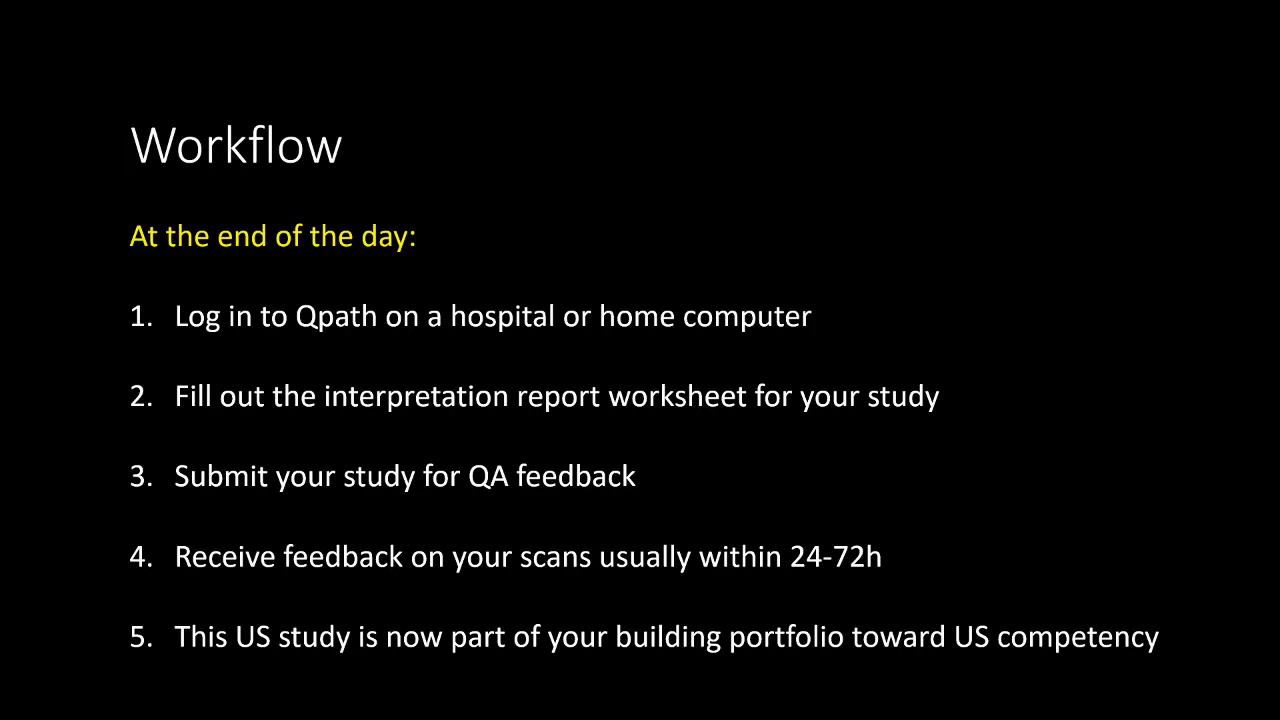 Workflow
At the end of the day:
1. Log in to Qpath on a hospital or home computer
2. Fill out the interpretation report worksheet for your study
3. Submit your study for QA feedback
4. Receive feedback on your scans usually within 24-72h
5. This US study is now part of your building portfolio toward US competency